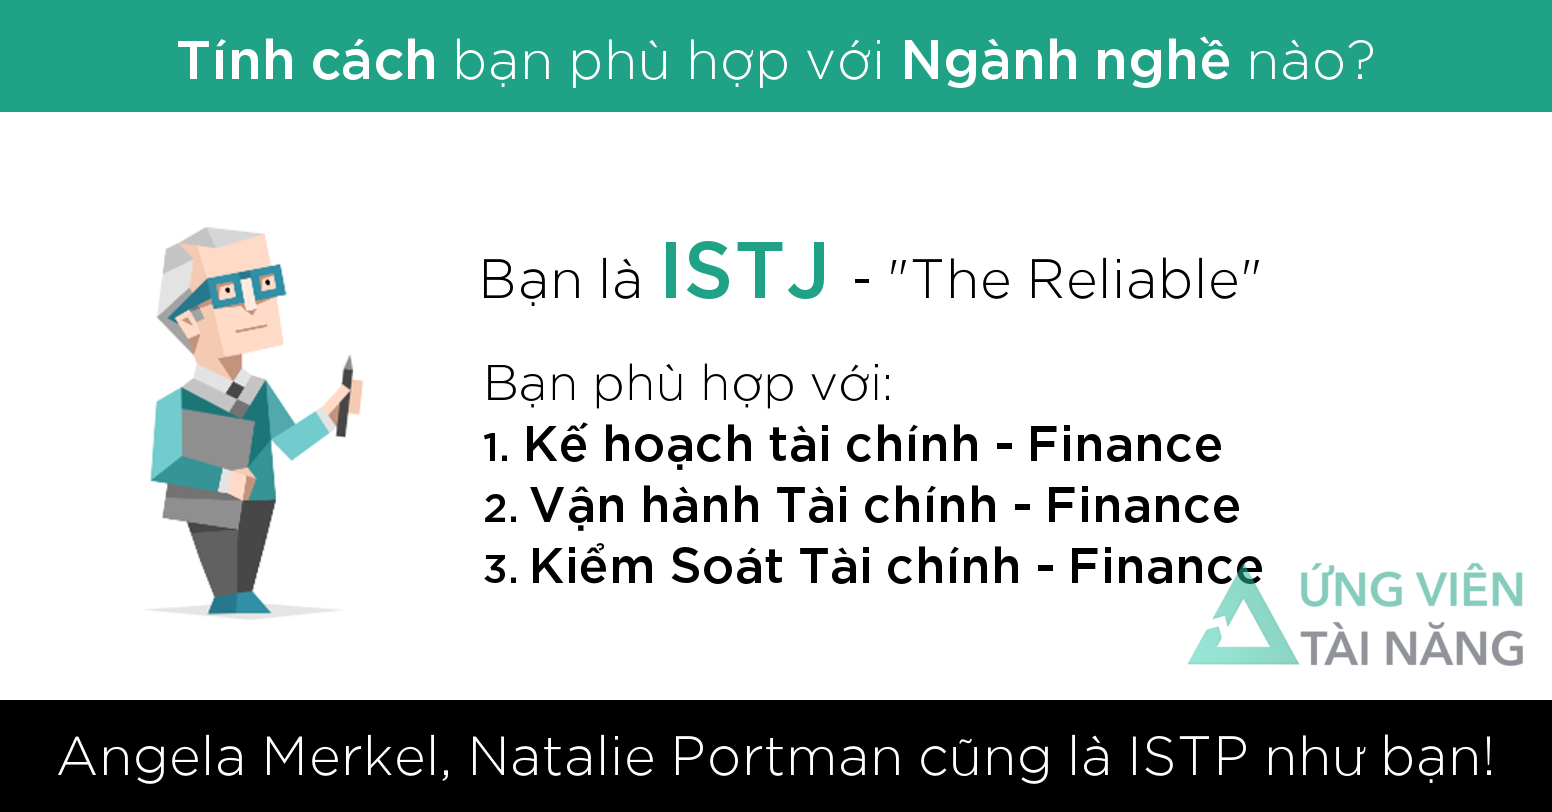 Tính cách bạn phù hợp với Ngành nghề nào?
Bạn là ISTJ - "The Reliable"
Bạn phù hợp với:
1. Kế hoạch tài chính - Finance
2. Vận hành Tài chính - Finance
3. Kiểm Soát Tài chính - Finance
ỨNG VIÊN
TÀI NĂNG
Angela Merkel, Natalie Portman cũng là ISTP như bạn!